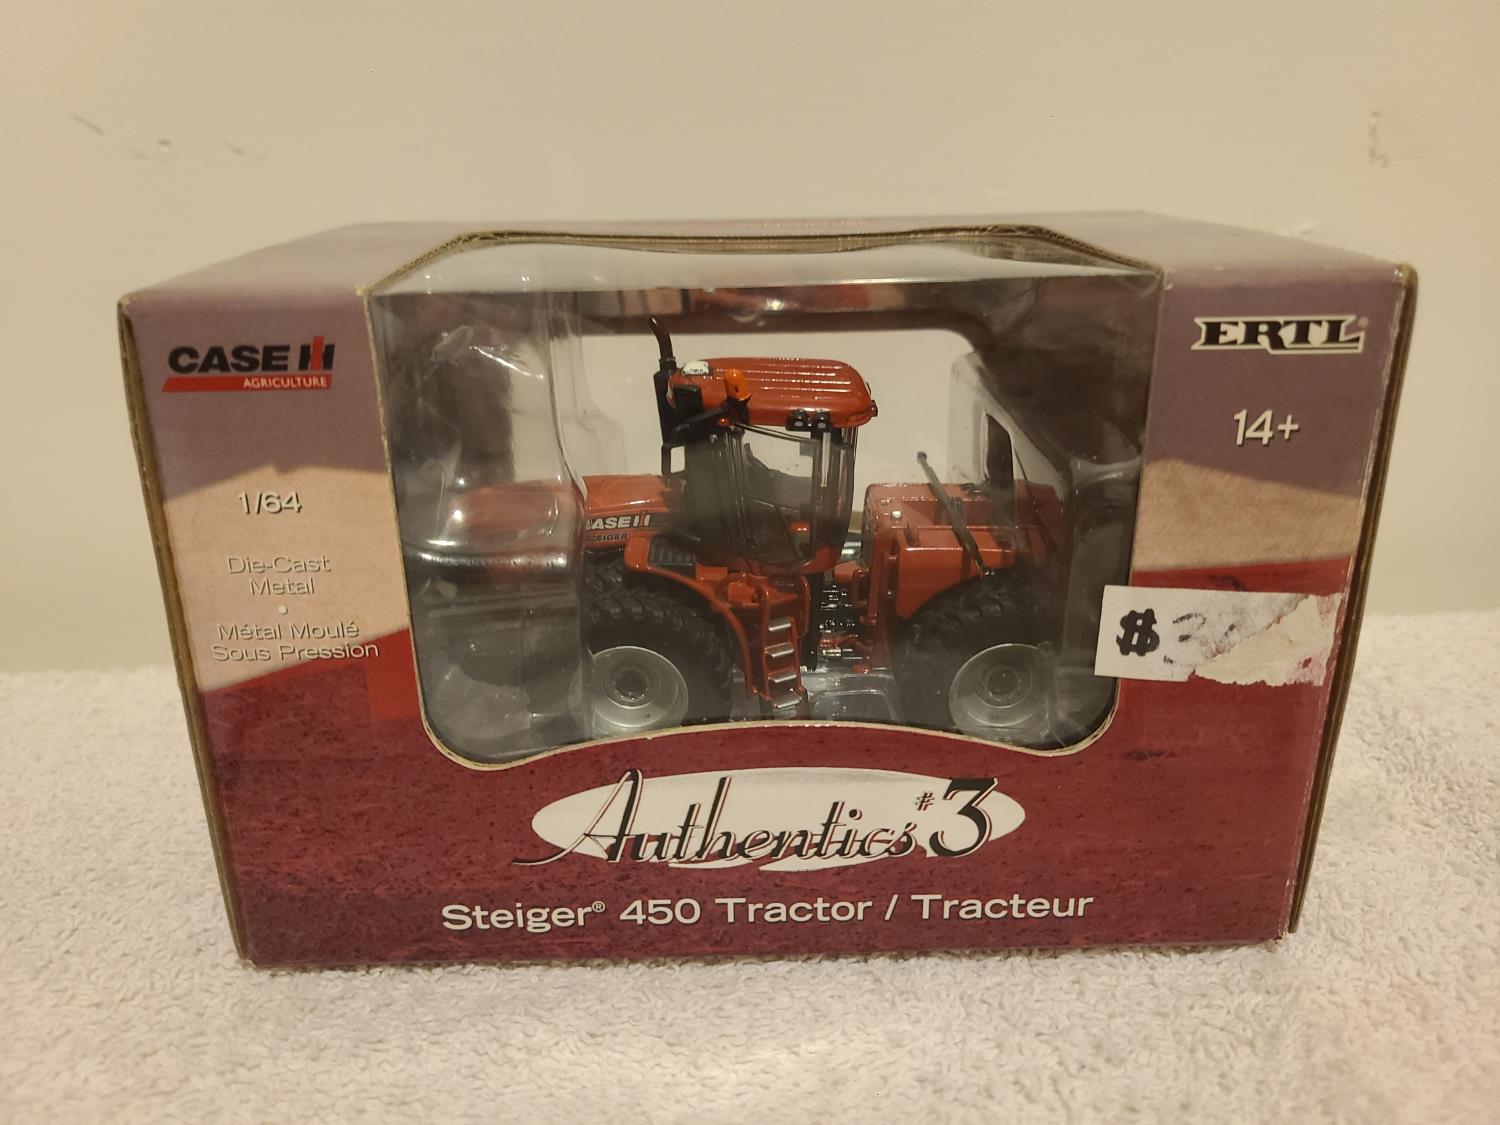 CASE IH
AGRICULTURE
1/64
Die-Cast
Metal
Métal Moulé
Sous Pression
ERTL®
14+
CASE IH
STEIGER
$3
Authentics #3
Steiger® 450 Tractor / Tracteur